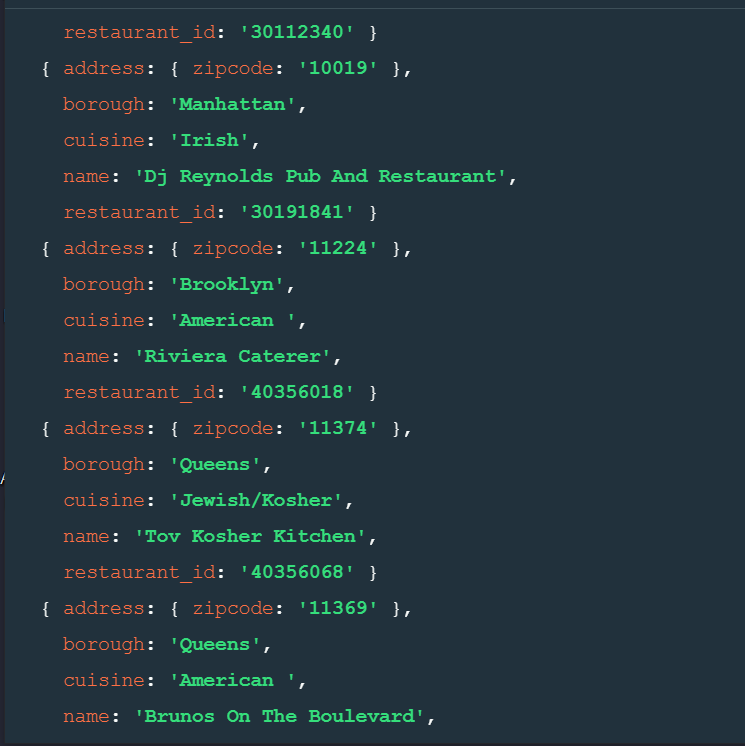 restaurant_id: '30112340' }
{ address: { zipcode: '10019' },
borough: 'Manhattan',
cuisine: 'Irish',
name: 'Dj Reynolds Pub And Restaurant',
restaurant_id: '30191841' }
{ address: { zipcode: '11224' },
borough: 'Brooklyn',
cuisine: 'American ',
name: 'Riviera Caterer',
restaurant_id: '40356018' }
{ address: { zipcode: '11374' },
borough: 'Queens',
cuisine: 'Jewish/Kosher',
name: 'Tov Kosher Kitchen',
restaurant_id: '40356068' }
{ address: { zipcode: '11369' },
borough: 'Queens',
cuisine: 'American ',
name: 'Brunos On The Boulevard',